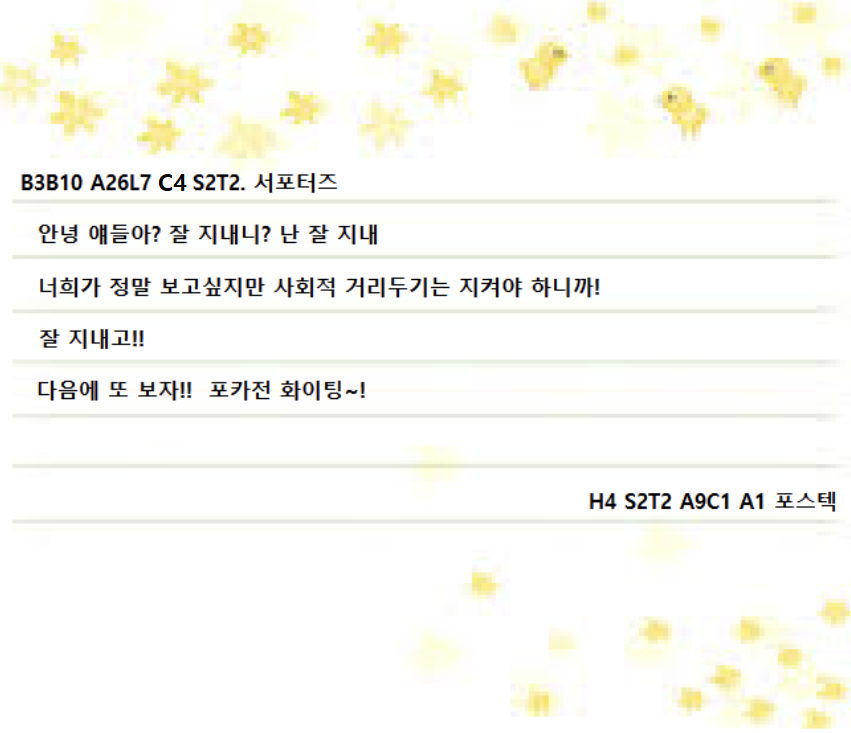 B3B10 A26L7 C4 S2T2. 서포터즈
안녕 얘들아? 잘 지내니? 난 잘 지내
너희가 정말 보고싶지만 사회적 거리두기는 지켜야 하니까!
잘 지내고!!
다음에 또 보자!! 포카전 화이팅~!
H4 S2T2 A9C1 A1 포스텍